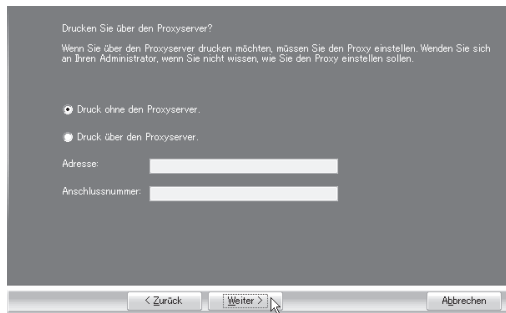 Drucken Sie über den Proxyserver?
Wenn Sie über den Proxyserver drucken möchten, müssen Sie den Proxy einstellen. Wenden Sie sich
an Ihren Administrator, wenn Sie nicht wissen, wie Sie den Proxy einstellen sollen.
Druck ohne den Proxyserver.
Druck über den Proxyserver.
Adresse:
Anschlussnummer:
< Zurück Weiter > Abbrechen